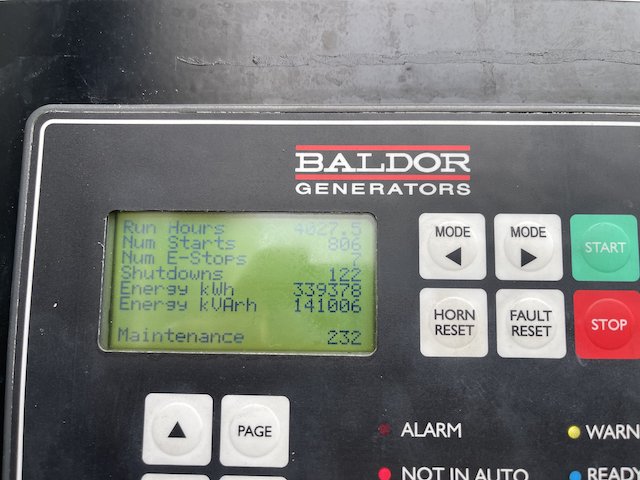 BALDOR
GENERATORS
Run Hours 4027.5
Num Starts 806
Num E-Stops 7
Shutdowns 122
Energy kWh 339378
Energy kVArh 141006
Maintenance 232
MODE
MODE
START
HORN RESET
FAULT RESET
STOP
PAGE
ALARM
WARN
NOT IN AUTO
READY